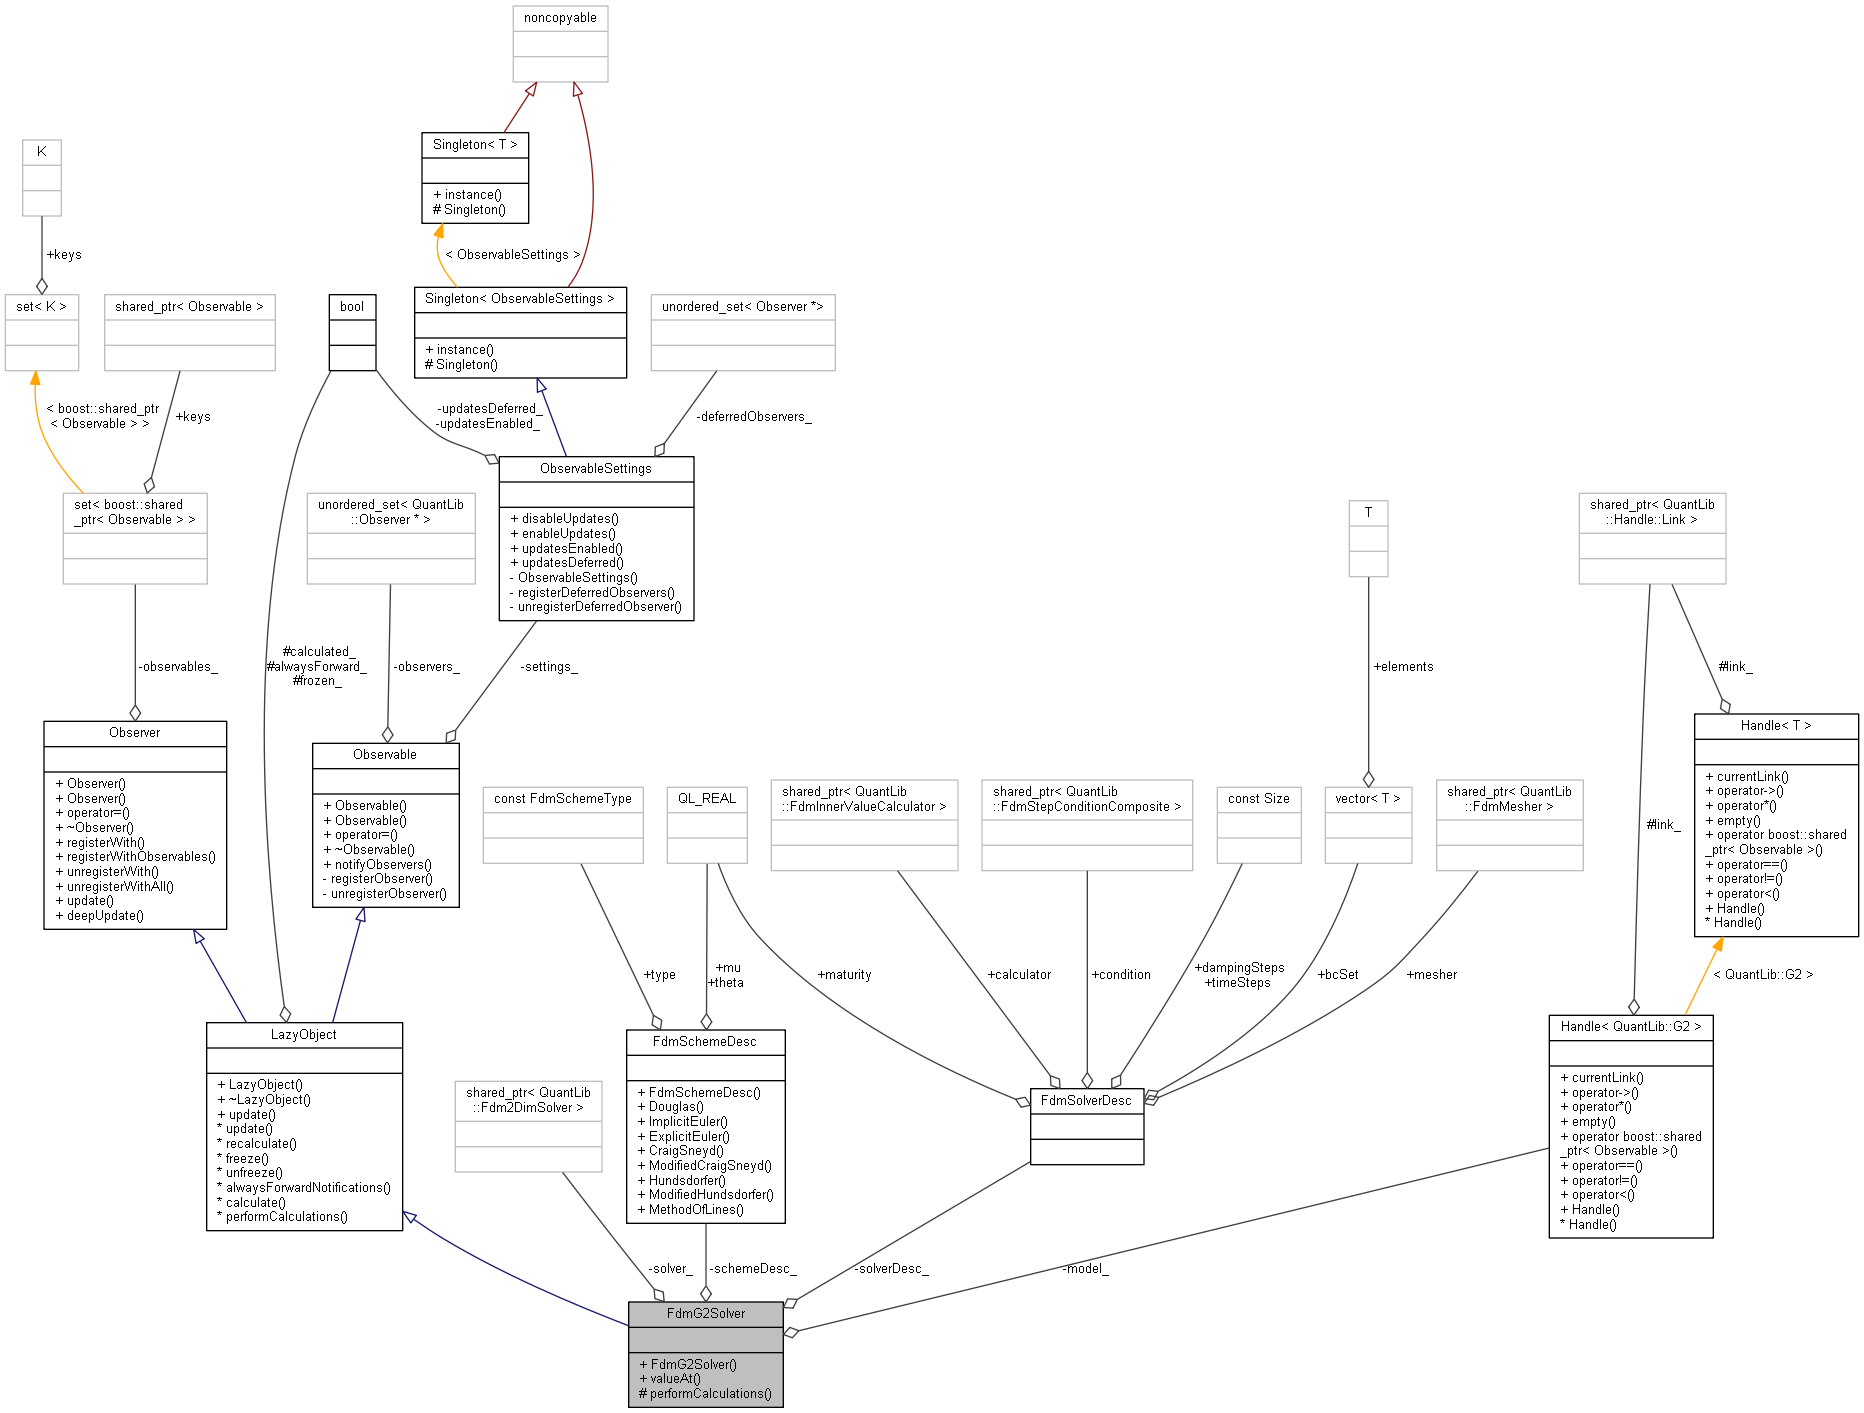 noncopyable
Singleton< T >
+ instance()
# Singleton()
K
+keys
< ObservableSettings >
set< K >
shared_ptr< Observable >
bool
Singleton< ObservableSettings >
+ instance()
# Singleton()
unordered_set< Observer *>
< boost::shared_ptr
< Observable > >
+keys
-updatesDeferred_
-updatesEnabled_
-deferredObservers_
set< boost::shared
_ptr< Observable > >
unordered_set< QuantLib
::Observer * >
ObservableSettings
+ disableUpdates()
+ enableUpdates()
+ updatesEnabled()
+ updatesDeferred()
- ObservableSettings()
- registerDeferredObservers()
- unregisterDeferredObserver()
T
shared_ptr< QuantLib
::Handle::Link >
-observables_
#calculated_
#alwaysForward_
#frozen_
-observers_
-settings_
+elements
#link_
Observer
+ Observer()
+ Observer()
+ operator=()
+ ~Observer()
+ registerWith()
+ registerWithObservables()
+ unregisterWith()
+ unregisterWithAll()
+ update()
+ deepUpdate()
Observable
+ Observable()
+ Observable()
+ operator=()
+ ~Observable()
+ notifyObservers()
- registerObserver()
- unregisterObserver()
const FdmSchemeType
QL_REAL
shared_ptr< QuantLib
::FdmInnerValueCalculator >
shared_ptr< QuantLib
::FdmStepConditionComposite >
const Size
vector< T >
shared_ptr< QuantLib
::FdmMesher >
#link_
Handle< T >
+ currentLink()
+ operator->()
+ operator*()
+ empty()
+ operator boost::shared
_ptr< Observable >()
+ operator==()
+ operator!=()
+ operator<()
+ Handle()
* Handle()
+type
+mu
+theta
+maturity
+calculator
+condition
+dampingSteps
+timeSteps
+bcSet
+mesher
< QuantLib::G2 >
LazyObject
+ LazyObject()
+ ~LazyObject()
+ update()
* update()
* recalculate()
* freeze()
* unfreeze()
* alwaysForwardNotifications()
* calculate()
* performCalculations()
shared_ptr< QuantLib
::Fdm2DimSolver >
FdmSchemeDesc
+ FdmSchemeDesc()
+ Douglas()
+ ImplicitEuler()
+ ExplicitEuler()
+ CraigSneyd()
+ ModifiedCraigSneyd()
+ Hundsdorfer()
+ ModifiedHundsdorfer()
+ MethodOfLines()
FdmSolverDesc
Handle< QuantLib::G2 >
+ currentLink()
+ operator->()
+ operator*()
+ empty()
+ operator boost::shared
_ptr< Observable >()
+ operator==()
+ operator!=()
+ operator<()
+ Handle()
* Handle()
-solver_
-schemeDesc_
-solverDesc_
-model_
FdmG2Solver
+ FdmG2Solver()
+ valueAt()
# performCalculations()